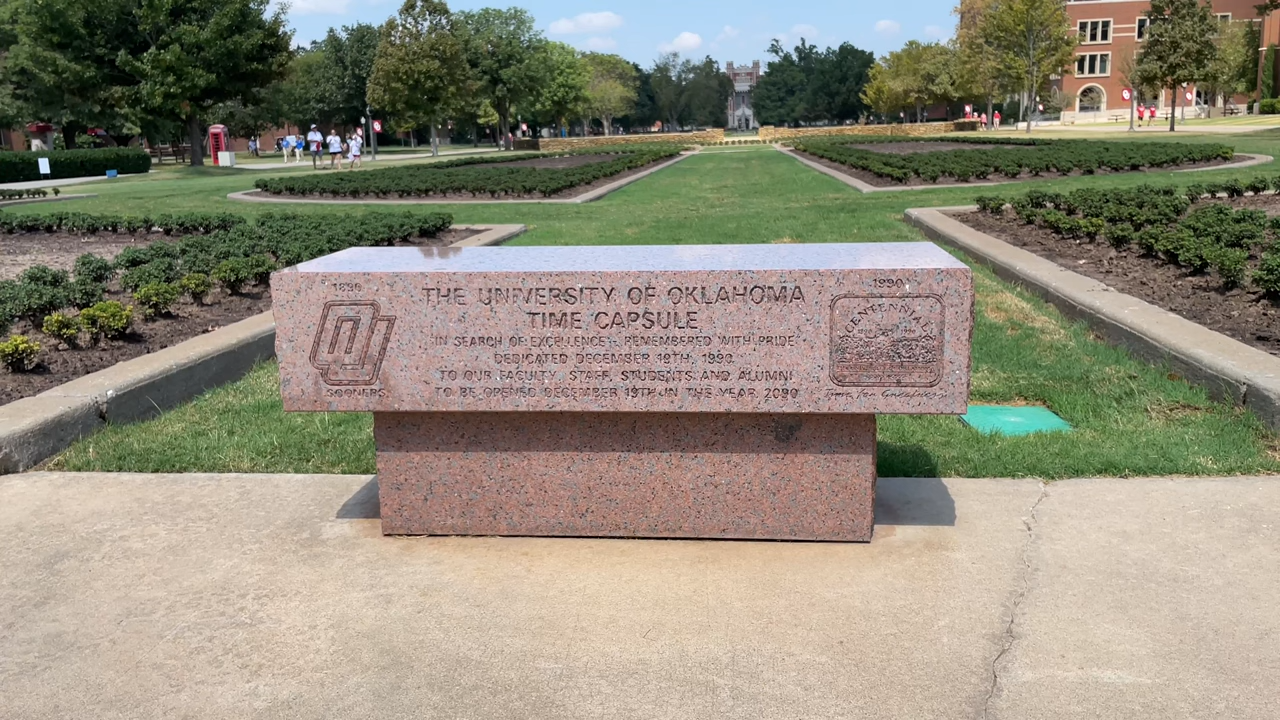 1890
THE UNIVERSITY OF OKLAHOMA
TIME CAPSULE
"IN SEARCH OF EXCELLENCE" - REMEMBERED WITH PRIDE"
DEDICATED DECEMBER 19TH, 1990
TO OUR FACULTY, STAFF, STUDENTS AND ALUMNI
TO BE OPENED DECEMBER 19TH IN THE YEAR 2090
OU
SOONERS
1990
CENTENNIAL